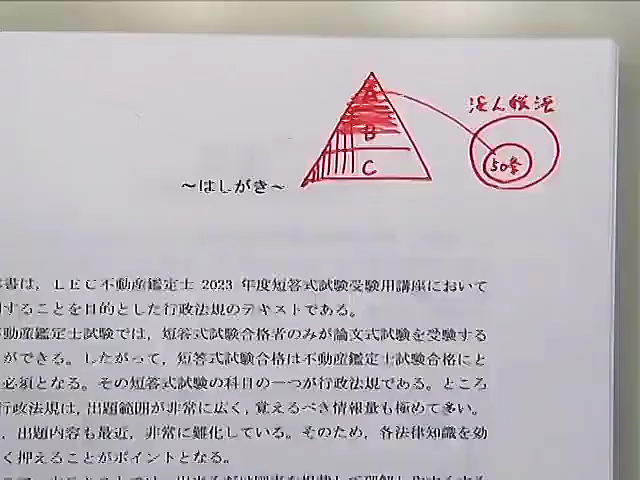 A
B
C
法人税法
50条
～はしがき～
本書は，ＬＥＣ不動産鑑定士 2023 年度短答式試験受験用講座において
することを目的とした行政法規のテキストである。
動産鑑定士試験では，短答式試験合格者のみが論文式試験を受験する
ができる。したがって，短答式試験合格は不動産鑑定士試験合格にと
必須となる。その短答式試験の科目の一つが行政法規である。ところ
行政法規は，出題範囲が非常に広く，覚えるべき情報量も極めて多い。
，出題内容も最近，非常に難化している。そのため，各法律知識を効
く押えることがポイントとなる。